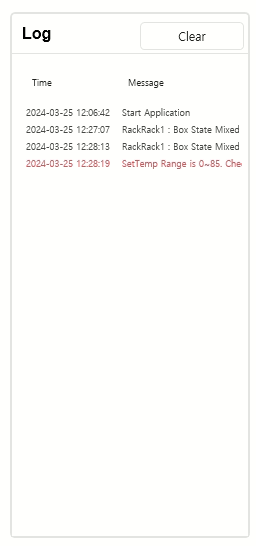 Log
Clear
Time Message
2024-03-25 12:06:42 Start Application
2024-03-25 12:27:07 RackRack1 : Box State Mixed
2024-03-25 12:28:13 RackRack1 : Box State Mixed
2024-03-25 12:28:19 SetTemp Range is 0~85.